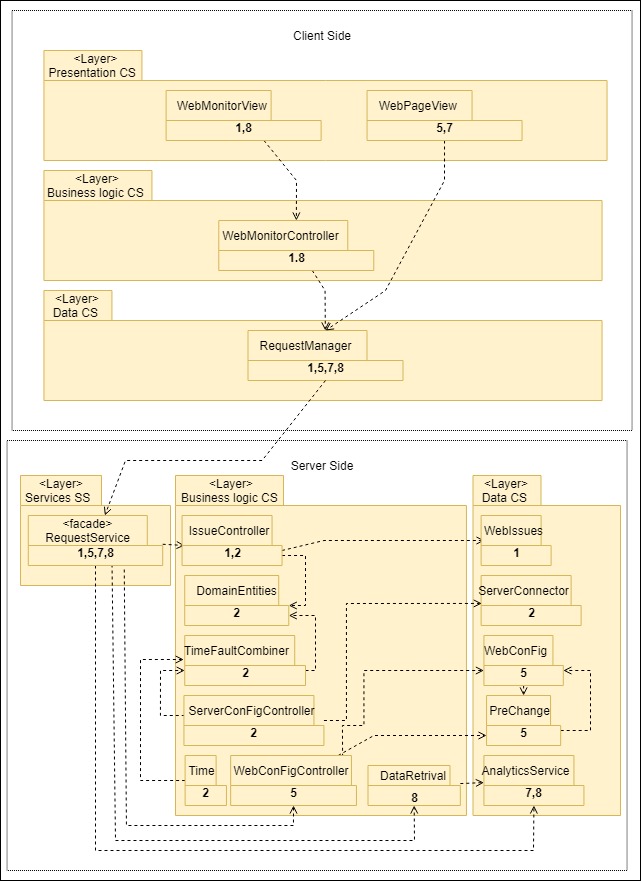 Client Side
<Layer>
Presentation CS
WebMonitorView
1,8
WebPageView
5,7
<Layer>
Business logic CS
WebMonitorController
1.8
<Layer>
Data CS
RequestManager
1,5,7,8
Server Side
<Layer>
Services SS
<facade>
RequestService
1,5,7,8
<Layer>
Business logic CS
IssueController
1,2
DomainEntities
2
TimeFaultCombiner
2
ServerConFigController
2
Time
2
WebConFigController
5
DataRetrival
8
<Layer>
Data CS
WebIssues
1
ServerConnector
2
WebConFig
5
PreChange
5
AnalyticsService
7,8